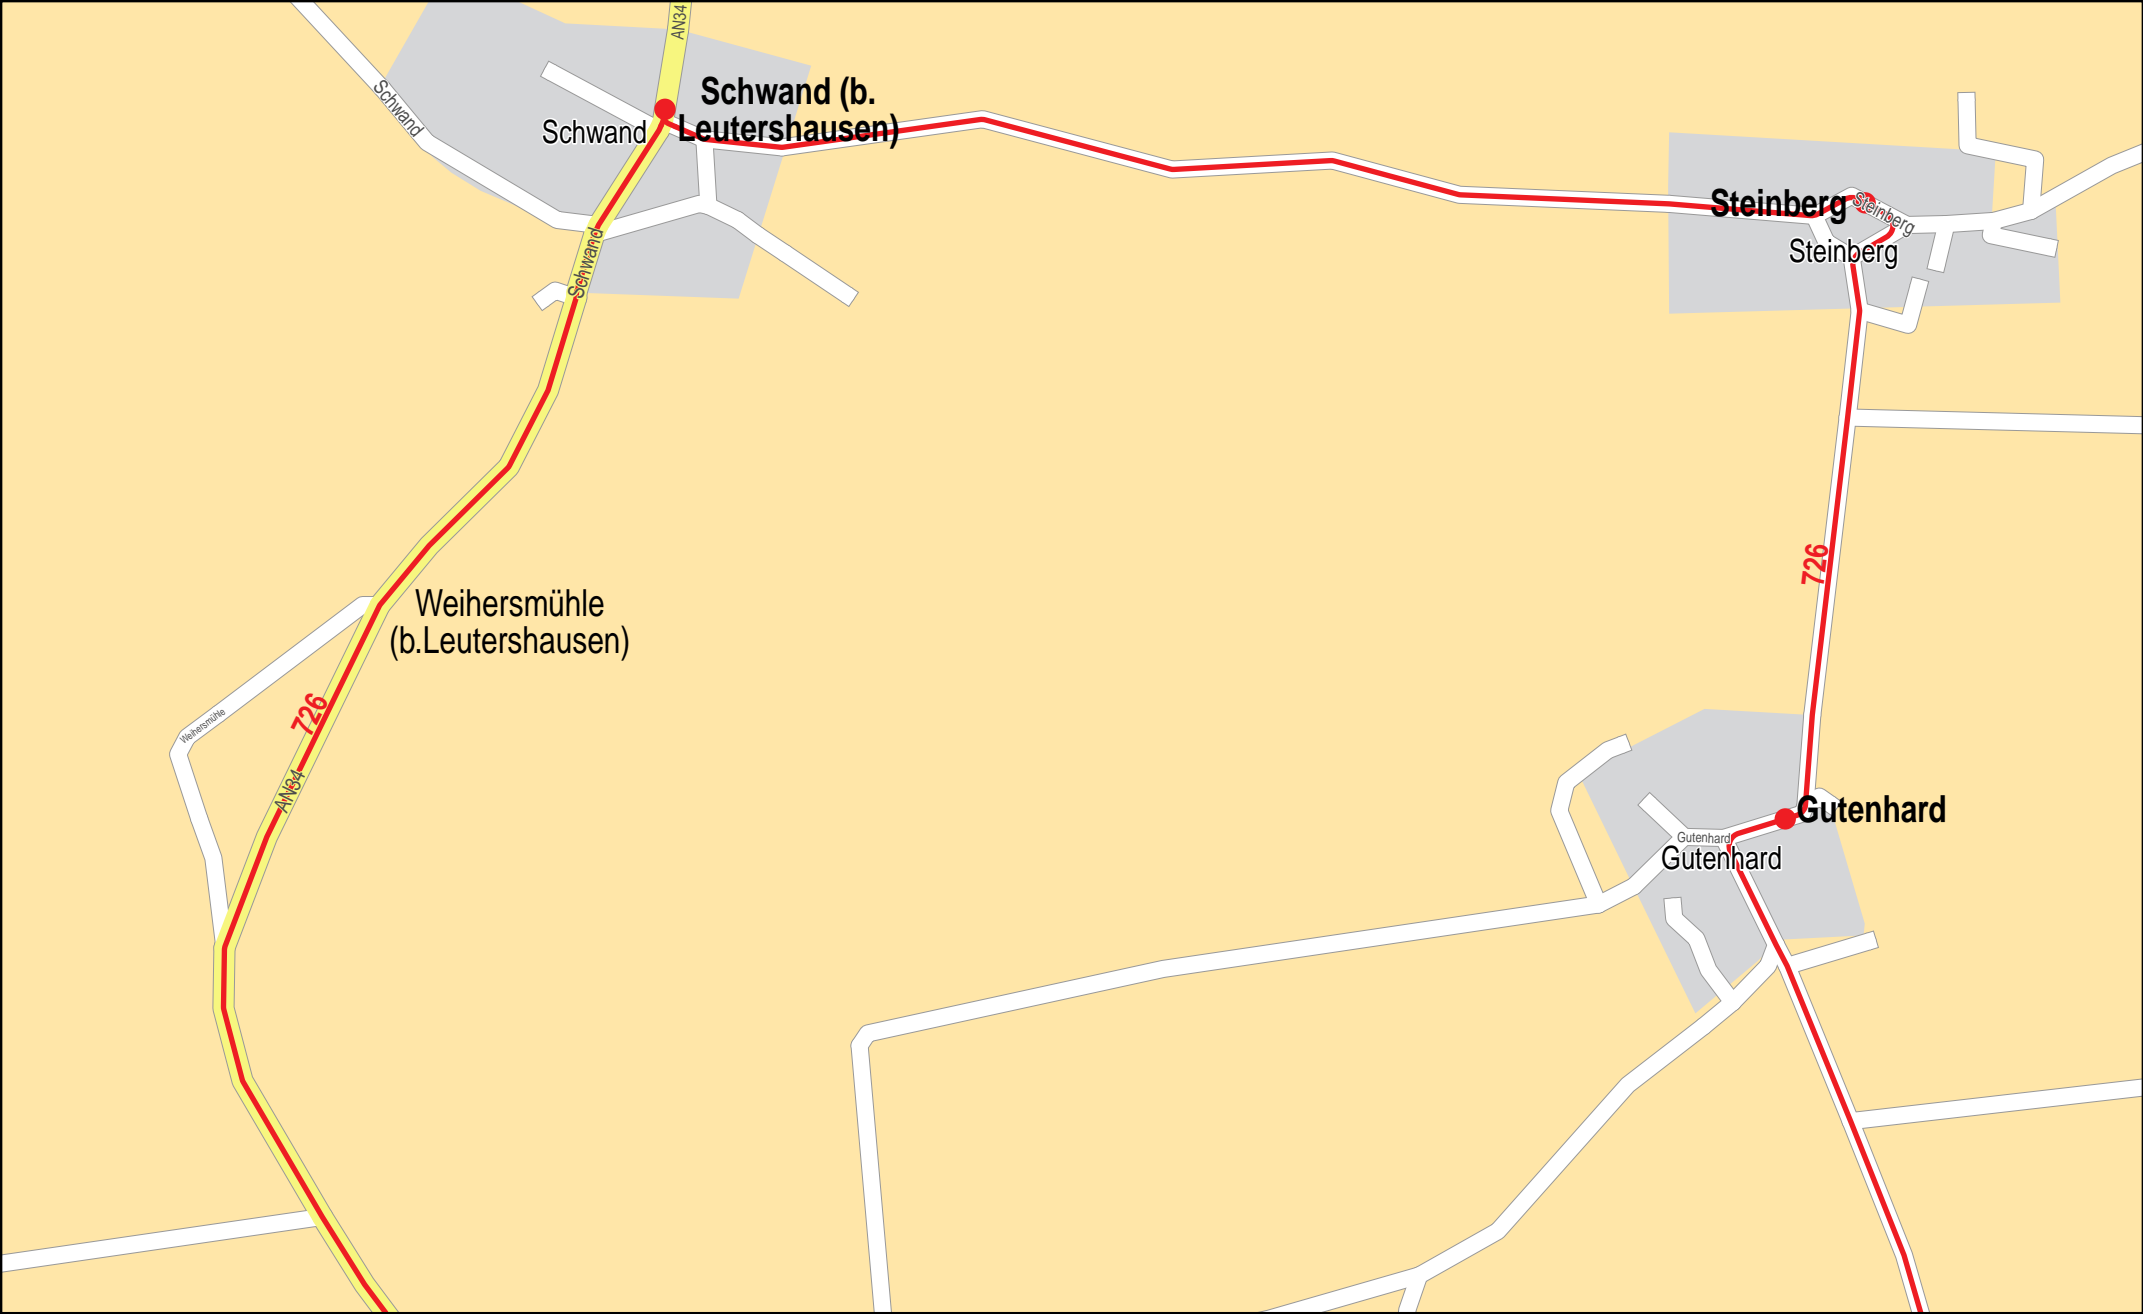 AN34
Schwand (b.
Leutershausen)
Schwand
Schwand
Schwand
Steinberg
Steinberg
Steinberg
726
Weihersmühle
(b.Leutershausen)
726
Weihersmühle
AN34
Gutenhard
Gutenhard
Gutenhard